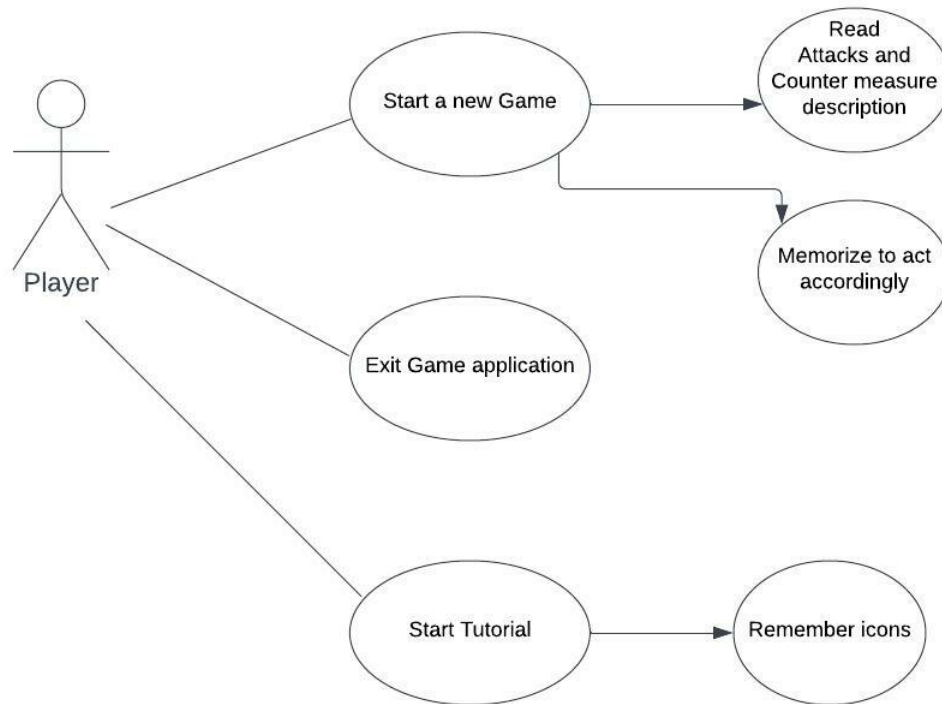 Read
Attacks and
Counter measure
description
Start a new Game
Player
Memorize to act
accordingly
Exit Game application
Start Tutorial
Remember icons